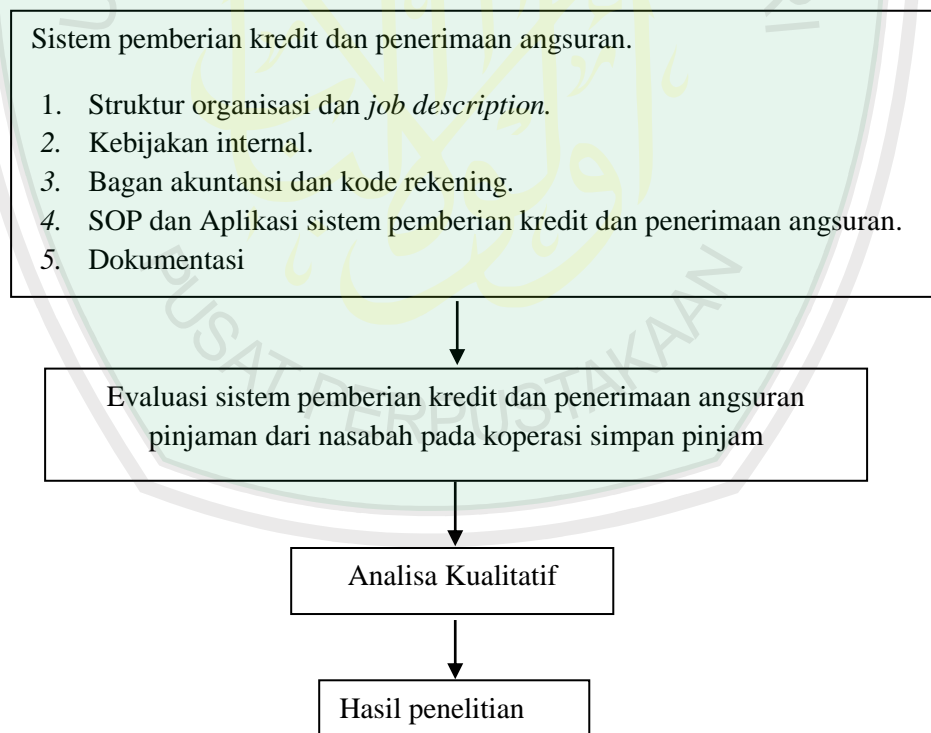 Sistem pemberian kredit dan penerimaan angsuran.
1. Struktur organisasi dan job description.
2. Kebijakan internal.
3. Bagan akuntansi dan kode rekening.
4. SOP dan Aplikasi sistem pemberian kredit dan penerimaan angsuran.
5. Dokumentasi
PUSAT PERPUSTAKAAN
Evaluasi sistem pemberian kredit dan penerimaan angsuran
pinjaman dari nasabah pada koperasi simpan pinjam
Analisa Kualitatif
Hasil penelitian